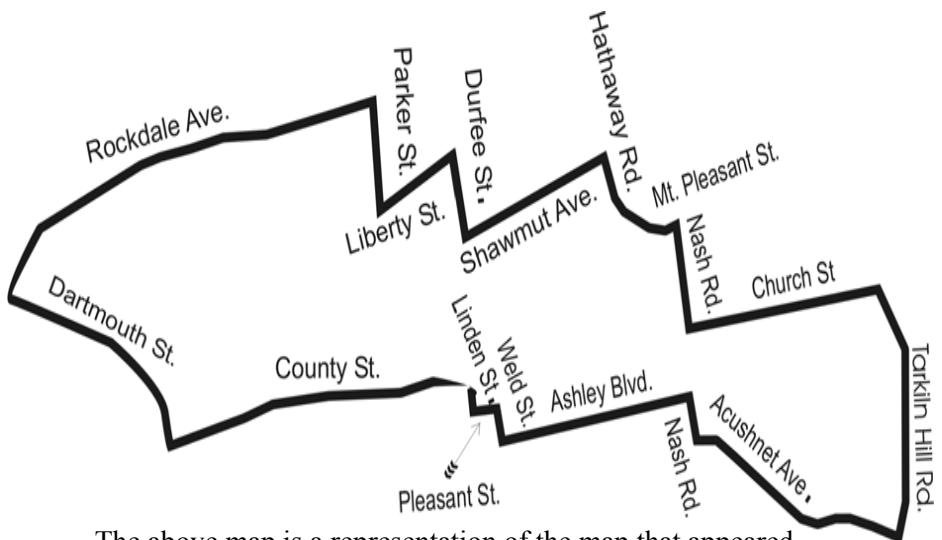 Hathaway Rd.
Parker St.
Durfee St.
Rockdale Ave.
Mt. Pleasant St.
Liberty St.
Shawmut Ave.
Nash Rd.
Church St
Dartmouth St.
Linden St.
Weld St.
County St.
Ashley Blvd.
Tarkiln Hill Rd.
Acushnet Ave.
Nash Rd.
Pleasant St.
The above map is a representation of the map that appeared